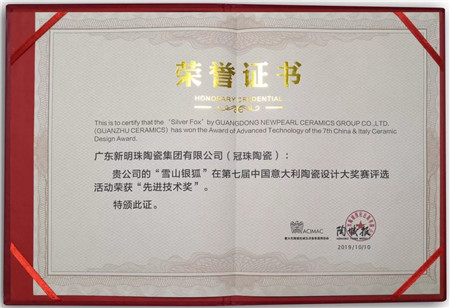 荣誉证书
HONORARY CREDENTIAL
This is to certify that the "Silver Fox" by GUANGDONG NEWPEARL CERAMICS GROUP CO.,LTD.
(GUANZHU CERAMICS) has won the Award of Advanced Technology of the 7th China & Italy Ceramic
Design Award.
广东新明珠陶瓷集团有限公司（冠珠陶瓷）：
贵公司的“雪山银狐”在第七届中国意大利陶瓷设计大奖赛评选
活动荣获“先进技术奖”。
特颁此证。
ACIMAC
陶城报
2019/10/10